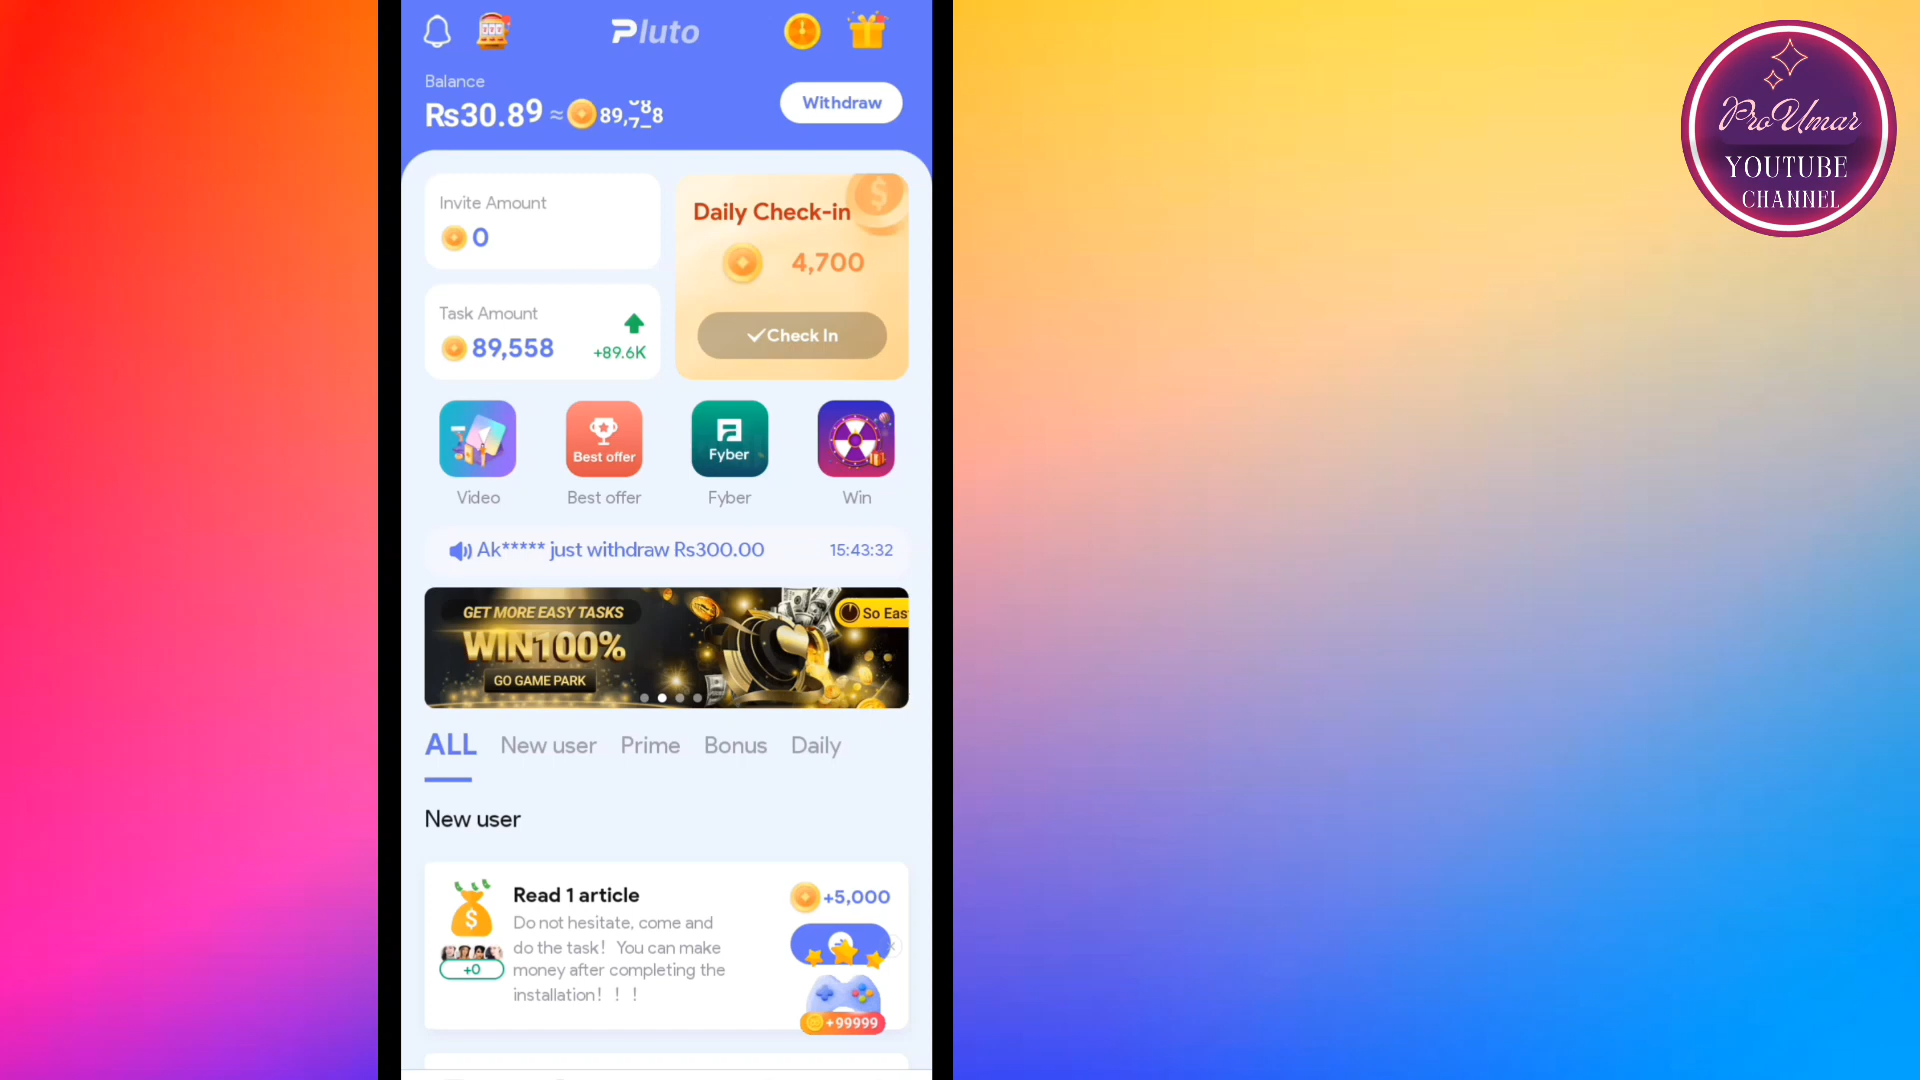 Pluto
Balance
Rs30.89 ≈
Withdraw
Invite Amount
0
Daily Check-in
4,700
Check In
Task Amount
89,558
+89.6K
Best offer
Fyber
Video
Best offer
Fyber
Win
Ak***** just withdraw Rs300.00
15:43:32
GET MORE EASY TASKS
WIN100%
GO GAME PARK
So Eas
ALL
New user
Prime
Bonus
Daily
New user
Read 1 article
+5,000
Do not hesitate, come and
do the task！You can make
money after completing the
installation！！！
+0
+99999
ProUmar
YOUTUBE
CHANNEL